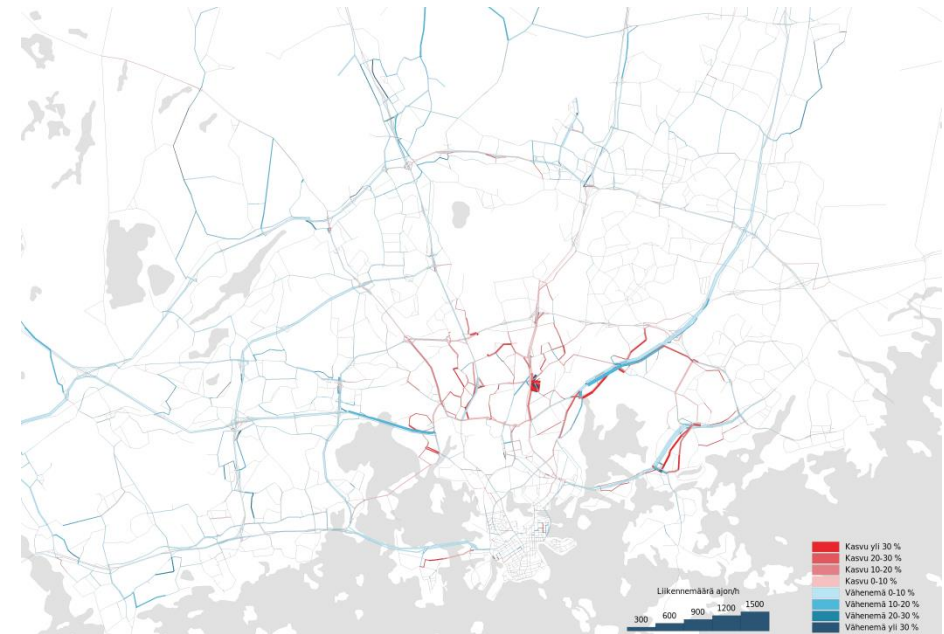 Kasvu yli 30 %
Kasvu 20-30 %
Kasvu 10-20 %
Kasvu 0-10 %
Vähenemä 0-10 %
Vähenemä 10-20 %
Vähenemä 20-30 %
Vähenemä yli 30 %
Liikennemäärä ajon/h
300 600 900 1200 1500